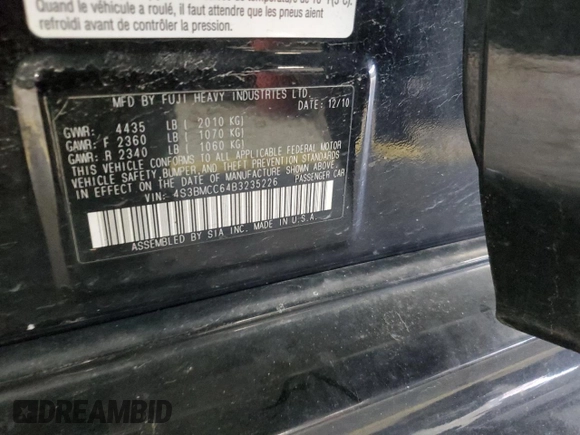 Quand le véhicule a roulé, il faut attendre que les pneus aient
refroidi avant de contrôler la pression.
MFD BY FUJI HEAVY INDUSTRIES LTD.
DATE: 12/10
GVWR: 4435 LB ( 2010 KG)
GAWR: F 2360 LB ( 1070 KG)
GAWR: R 2340 LB ( 1060 KG)
THIS VEHICLE CONFORMS TO ALL APPLICABLE FEDERAL MOTOR
VEHICLE SAFETY, BUMPER, AND THEFT PREVENTION STANDARDS
IN EFFECT ON THE DATE OF MANUFACTURE SHOWN ABOVE.
VIN: 4S3BMCC64B3235226 PASSENGER CAR
ASSEMBLED BY SIA INC. MADE IN U.S.A.
DREAMBID